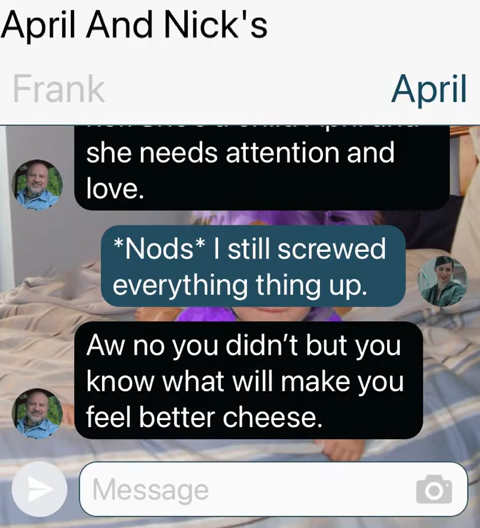 April And Nick's
Frank
April
she needs attention and
love.
*Nods* I still screwed
everything thing up.
Aw no you didn’t but you
know what will make you
feel better cheese.
Message